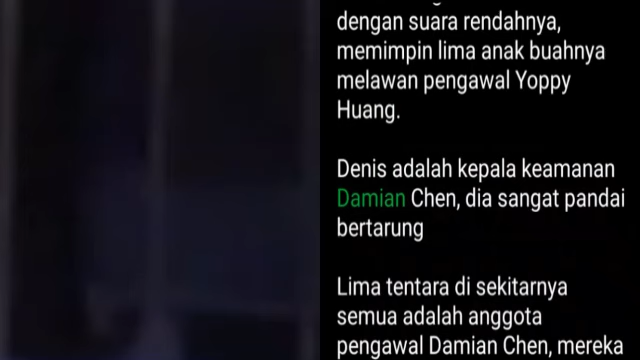 dengan suara rendahnya,
memimpin lima anak buahnya
melawan pengawal Yoppy
Huang.
Denis adalah kepala keamanan
Damian Chen, dia sangat pandai
bertarung
Lima tentara di sekitarnya
semua adalah anggota
pengawal Damian Chen, mereka